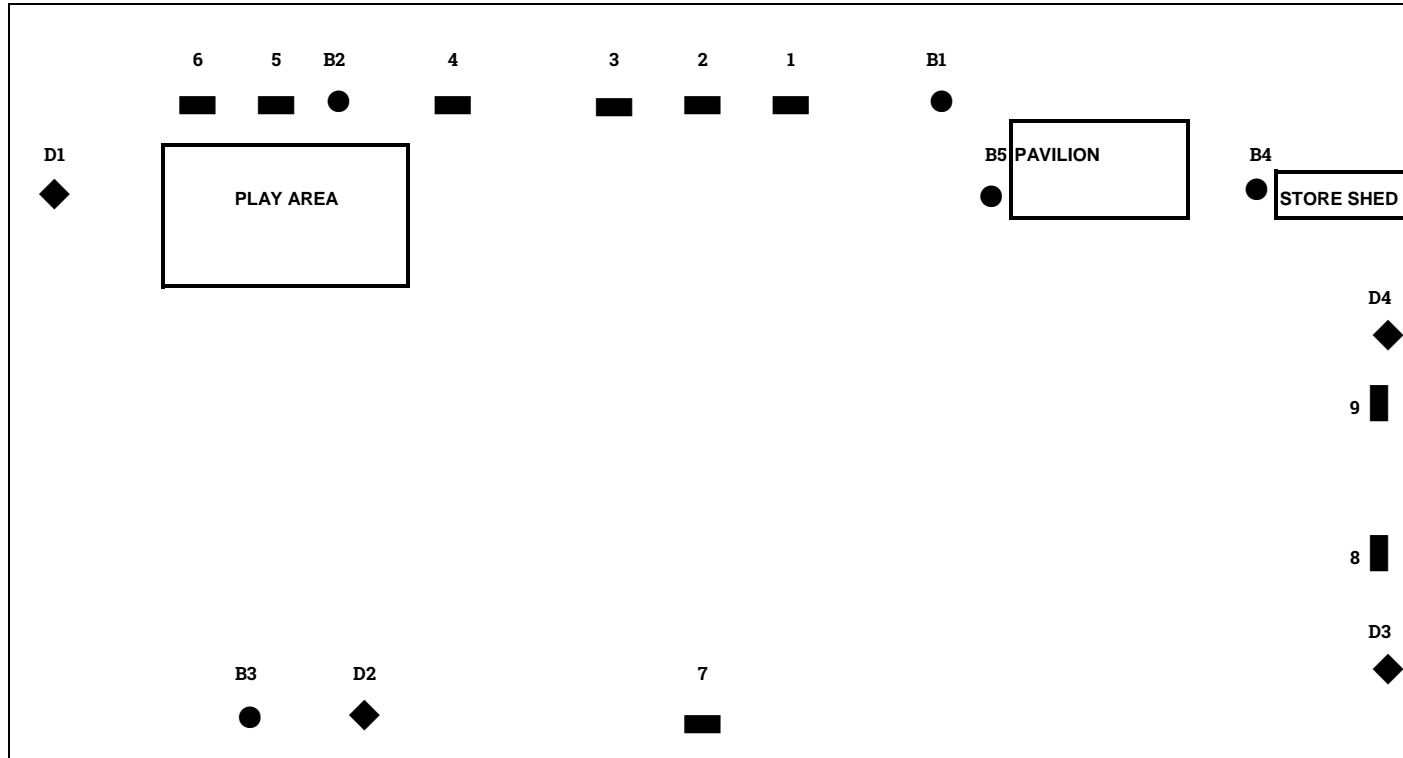 6 5 B2 4 3 2 1 B1
D1 B5 PAVILION B4
PLAY AREA STORE SHED
D4
9
8
D3
B3 D2 7